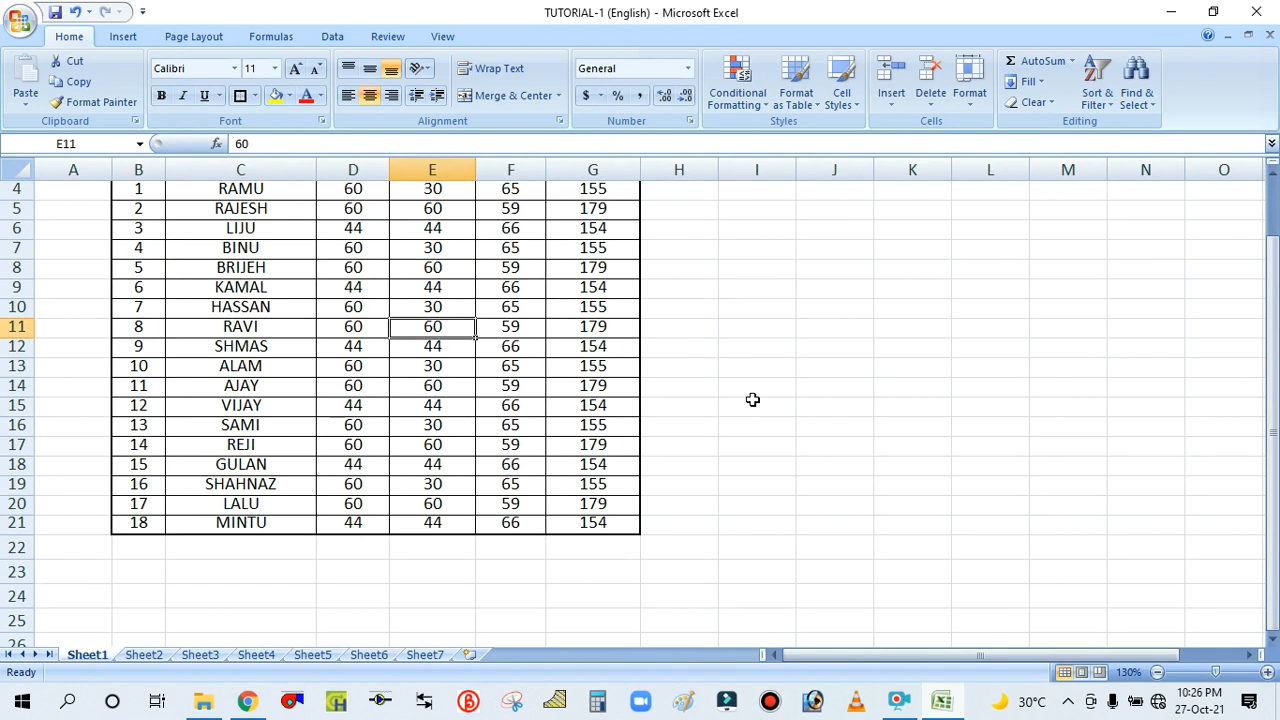 TUTORIAL-1 (English) - Microsoft Excel
Home Insert Page Layout Formulas Data Review View
Paste Cut Copy Format Painter Clipboard
Calibri 11 A A B I U A Font
Wrap Text Merge & Center Alignment
General $ % , .0 .00 .00 .0 Number
Conditional Formatting Format as Table Cell Styles Styles
Insert Delete Format Cells
Σ AutoSum Fill Clear Sort & Filter Find & Select Editing
E11 fx 60
A B C D E F G H I J K L M N O
4 1 RAMU 60 30 65 155
5 2 RAJESH 60 60 59 179
6 3 LIJU 44 44 66 154
7 4 BINU 60 30 65 155
8 5 BRIJEH 60 60 59 179
9 6 KAMAL 44 44 66 154
10 7 HASSAN 60 30 65 155
11 8 RAVI 60 60 59 179
12 9 SHMAS 44 44 66 154
13 10 ALAM 60 30 65 155
14 11 AJAY 60 60 59 179
15 12 VIJAY 44 44 66 154
16 13 SAMI 60 30 65 155
17 14 REJI 60 60 59 179
18 15 GULAN 44 44 66 154
19 16 SHAHNAZ 60 30 65 155
20 17 LALU 60 60 59 179
21 18 MINTU 44 44 66 154
22
23
24
25
26
Sheet1 Sheet2 Sheet3 Sheet4 Sheet5 Sheet6 Sheet7
Ready 130%
30°C 10:26 PM
27-Oct-21